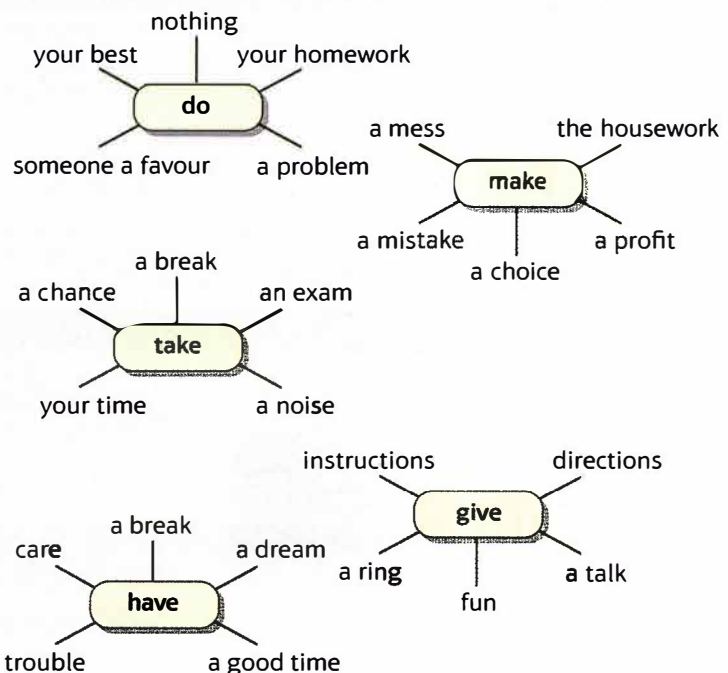 nothing
your best
your homework
do
someone a favour
a problem
a mess
the housework
make
a mistake
a profit
a choice
a break
a chance
an exam
take
your time
a noise
instructions
directions
give
a ring
a talk
fun
a break
care
a dream
have
trouble
a good time